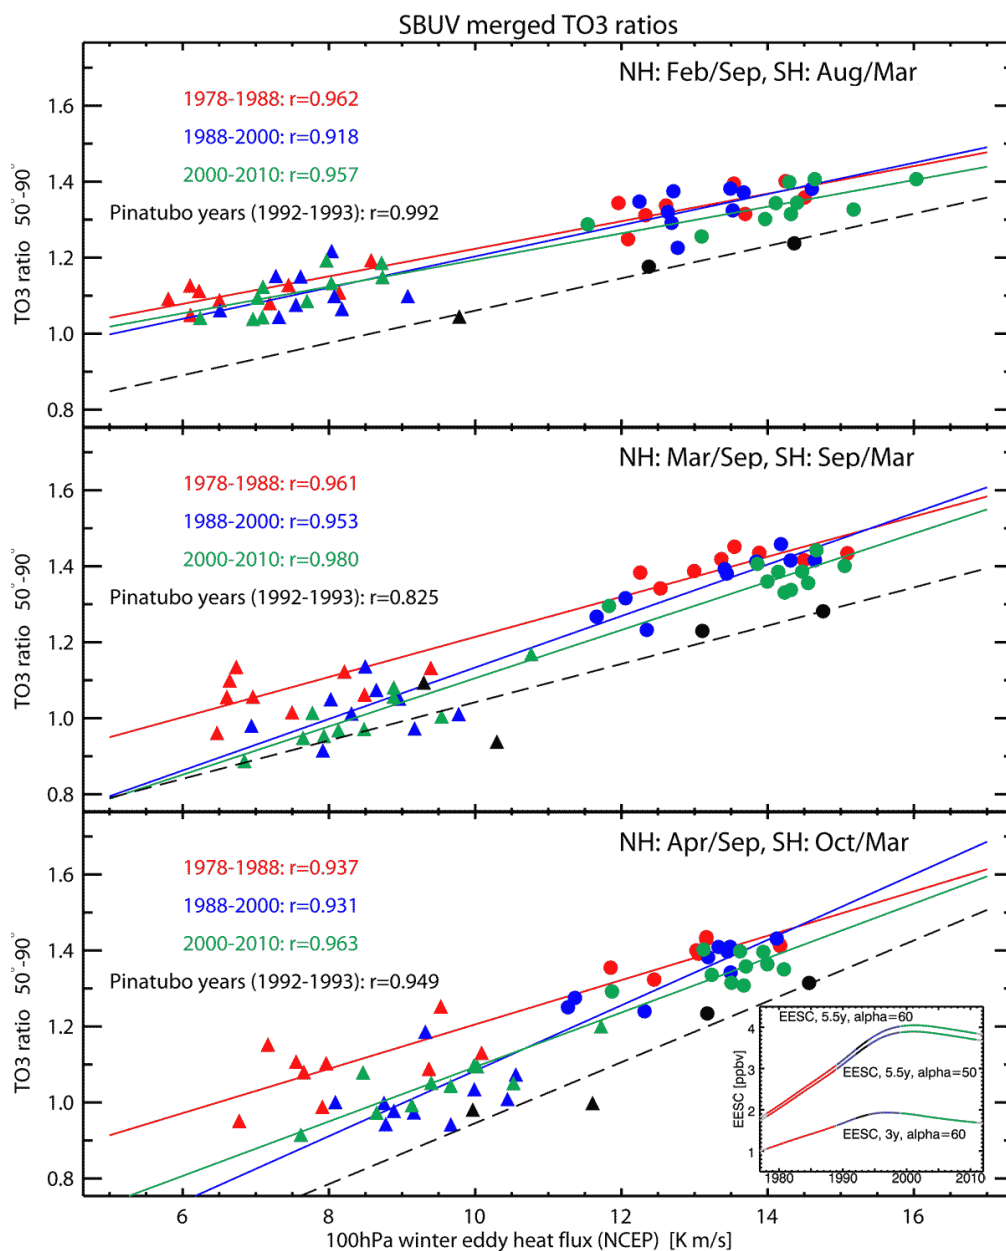 SBUV merged TO3 ratios
NH: Feb/Sep, SH: Aug/Mar
1978-1988: r=0.962
1988-2000: r=0.918
2000-2010: r=0.957
Pinatubo years (1992-1993): r=0.992
TO3 ratio 50°-90°
1.6
1.4
1.2
1.0
0.8
NH: Mar/Sep, SH: Sep/Mar
1978-1988: r=0.961
1988-2000: r=0.953
2000-2010: r=0.980
Pinatubo years (1992-1993): r=0.825
TO3 ratio 50°-90°
1.6
1.4
1.2
1.0
0.8
NH: Apr/Sep, SH: Oct/Mar
1978-1988: r=0.937
1988-2000: r=0.931
2000-2010: r=0.963
Pinatubo years (1992-1993): r=0.949
TO3 ratio 50°-90°
1.6
1.4
1.2
1.0
0.8
EESC, 5.5y, alpha=60
EESC, 5.5y, alpha=50
EESC, 3y, alpha=60
EESC [ppbv]
4
3
2
1
1980 1990 2000 2010
6 8 10 12 14 16
100hPa winter eddy heat flux (NCEP) [K m/s]